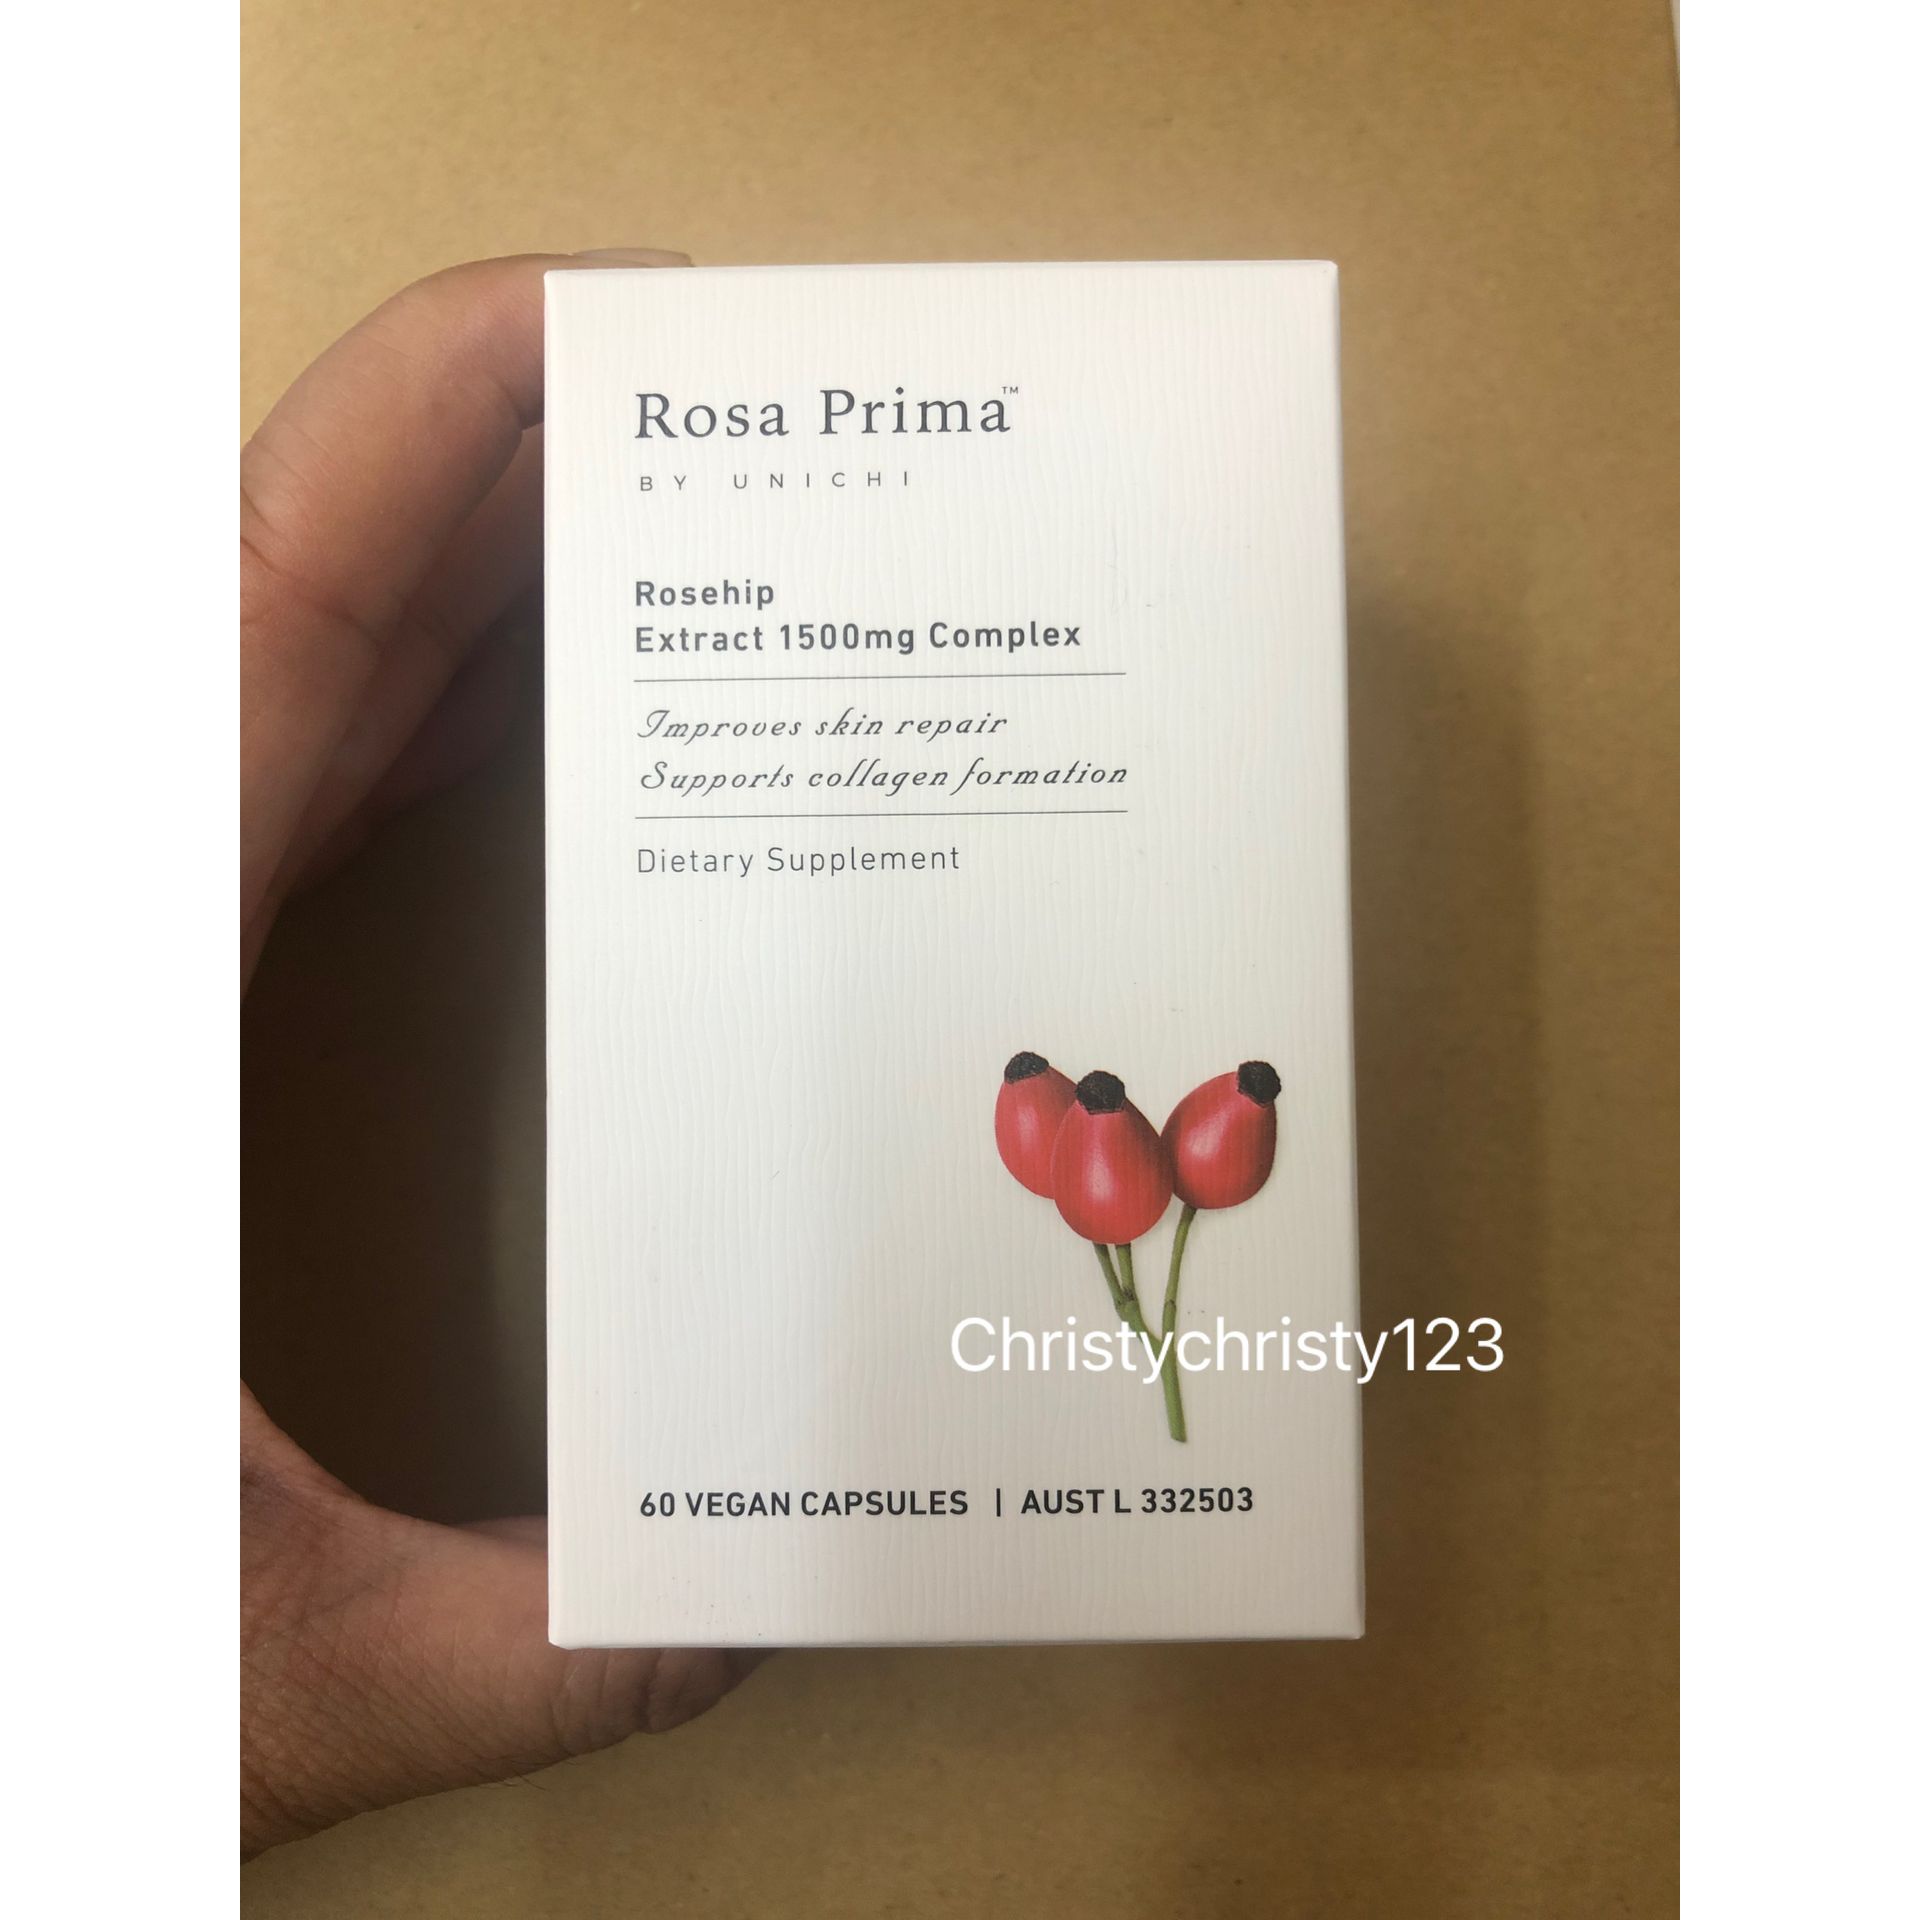 Rosa Prima™
BY UNICHI
Rosehip
Extract 1500mg Complex
Improves skin repair
Supports collagen formation
Dietary Supplement
Christychristy123
60 VEGAN CAPSULES | AUST L 332503